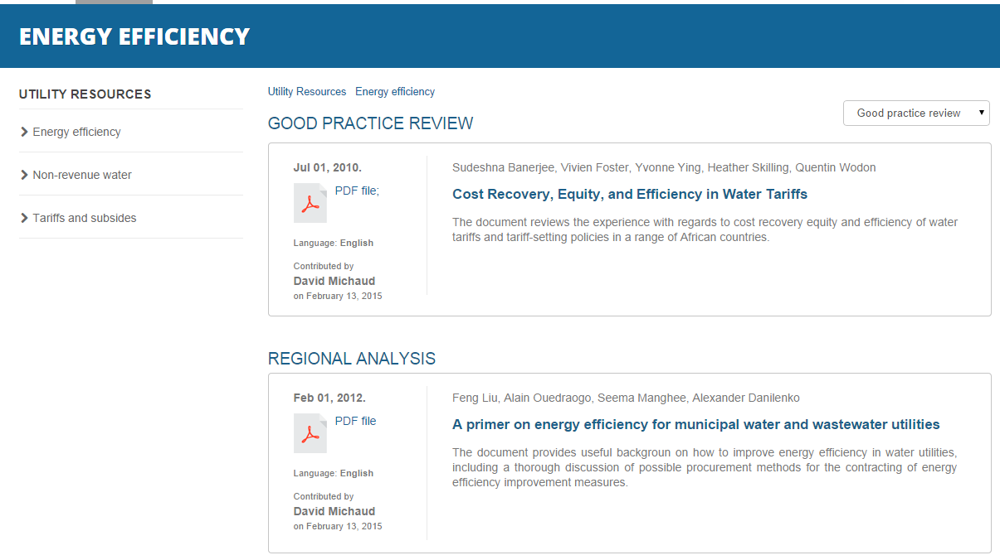 ENERGY EFFICIENCY
UTILITY RESOURCES
Energy efficiency
Non-revenue water
Tariffs and subsides
Utility Resources Energy efficiency
GOOD PRACTICE REVIEW
Good practice review
Jul 01, 2010.
PDF file;
Language: English
Contributed by
David Michaud
on February 13, 2015
Sudeshna Banerjee, Vivien Foster, Yvonne Ying, Heather Skilling, Quentin Wodon
Cost Recovery, Equity, and Efficiency in Water Tariffs
The document reviews the experience with regards to cost recovery equity and efficiency of water
tariffs and tariff-setting policies in a range of African countries.
REGIONAL ANALYSIS
Feb 01, 2012.
PDF file
Language: English
Contributed by
David Michaud
on February 13, 2015
Feng Liu, Alain Ouedraogo, Seema Manghee, Alexander Danilenko
A primer on energy efficiency for municipal water and wastewater utilities
The document provides useful backgroun on how to improve energy efficiency in water utilities,
including a thorough discussion of possible procurement methods for the contracting of energy
efficiency improvement measures.